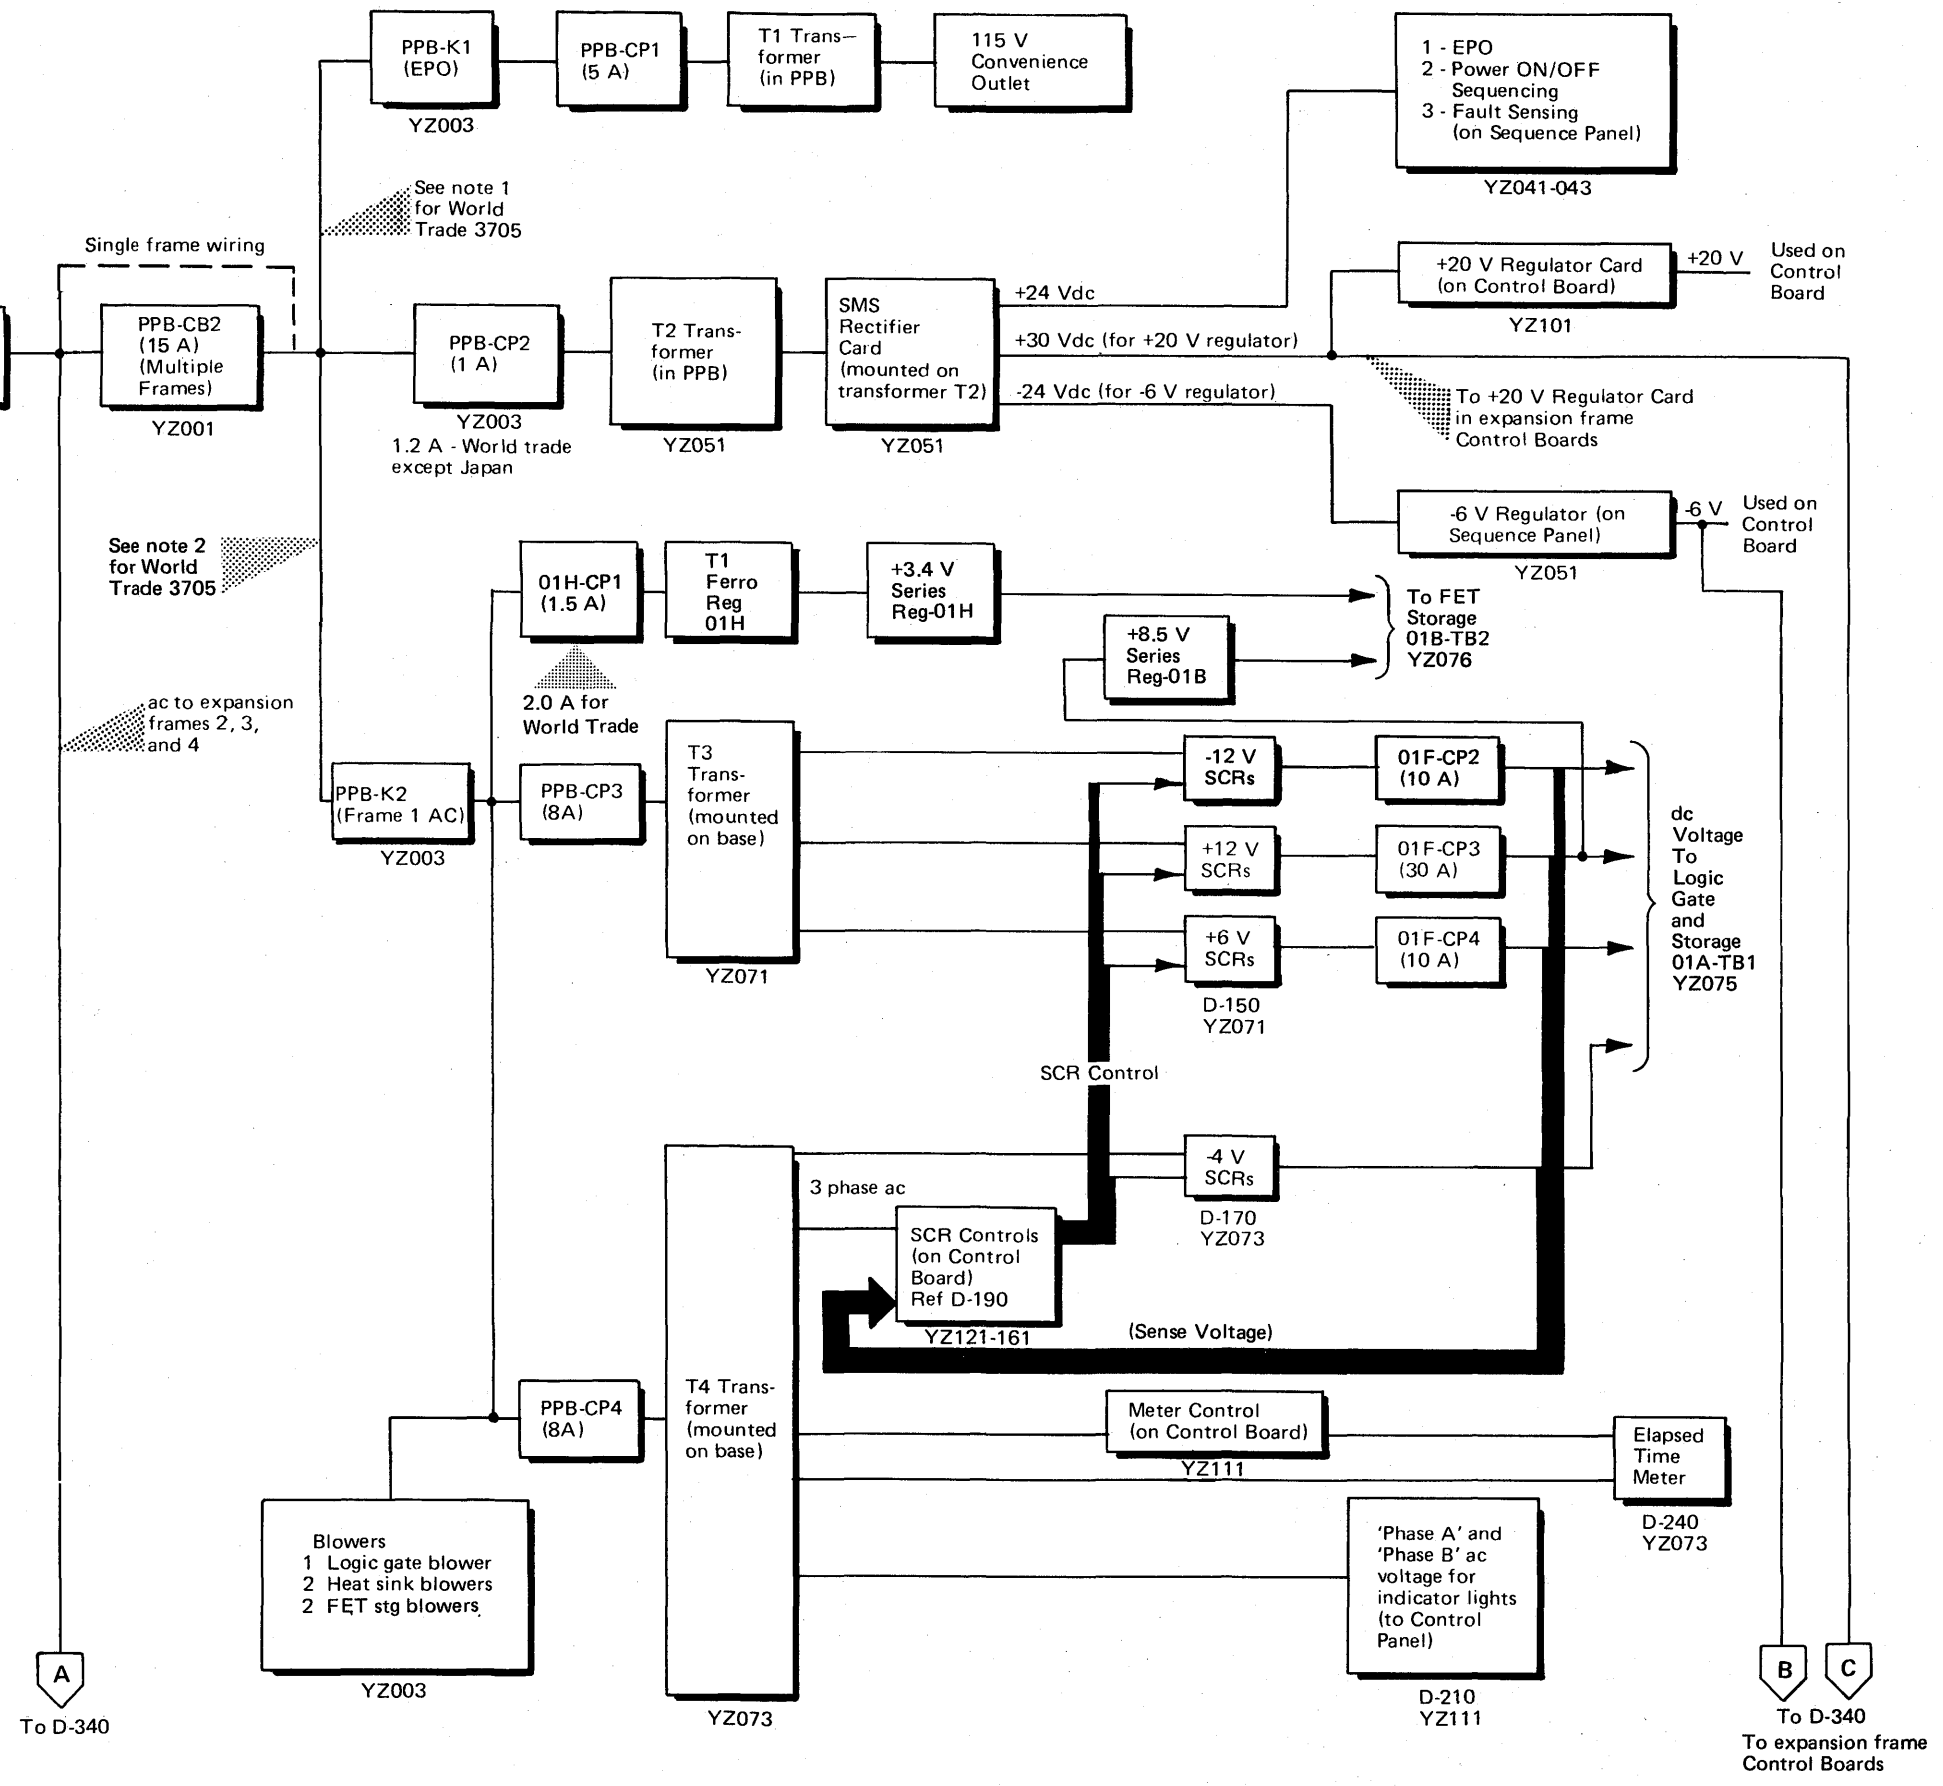 PPB-K1
(EPO)
YZ003
PPB-CP1
(5 A)
T1 Trans—
former
(in PPB)
115 V
Convenience
Outlet
1 - EPO
2 - Power ON/OFF
Sequencing
3 - Fault Sensing
(on Sequence Panel)
YZ041-043
See note 1
for World
Trade 3705
Single frame wiring
PPB-CB2
(15 A)
(Multiple
Frames)
YZ001
PPB-CP2
(1 A)
YZ003
1.2 A - World trade
except Japan
T2 Trans-
former
(in PPB)
YZ051
SMS
Rectifier
Card
(mounted on
transformer T2)
YZ051
+24 Vdc
+30 Vdc (for +20 V regulator)
-24 Vdc (for -6 V regulator)
+20 V Regulator Card
(on Control Board)
YZ101
+20 V
Used on
Control
Board
To +20 V Regulator Card
in expansion frame
Control Boards
-6 V Regulator (on
Sequence Panel)
YZ051
-6 V
Used on
Control
Board
See note 2
for World
Trade 3705
01H-CP1
(1.5 A)
2.0 A for
World Trade
T1
Ferro
Reg
01H
+3.4 V
Series
Reg-01H
+8.5 V
Series
Reg-01B
To FET
Storage
01B-TB2
YZ076
ac to expansion
frames 2, 3,
and 4
PPB-K2
(Frame 1 AC)
YZ003
PPB-CP3
(8A)
T3
Trans-
former
(mounted
on base)
YZ071
-12 V
SCRs
01F-CP2
(10 A)
+12 V
SCRs
01F-CP3
(30 A)
+6 V
SCRs
01F-CP4
(10 A)
D-150
YZ071
dc
Voltage
To
Logic
Gate
and
Storage
01A-TB1
YZ075
SCR Control
-4 V
SCRs
D-170
YZ073
3 phase ac
SCR Controls
(on Control
Board)
Ref D-190
YZ121-161
(Sense Voltage)
PPB-CP4
(8A)
T4 Trans-
former
(mounted
on base)
YZ073
Meter Control
(on Control Board)
YZ111
Elapsed
Time
Meter
D-240
YZ073
Blowers
1 Logic gate blower
2 Heat sink blowers
2 FET stg blowers
YZ003
'Phase A' and
'Phase B' ac
voltage for
indicator lights
(to Control
Panel)
D-210
YZ111
A
To D-340
B
C
To D-340
To expansion frame
Control Boards